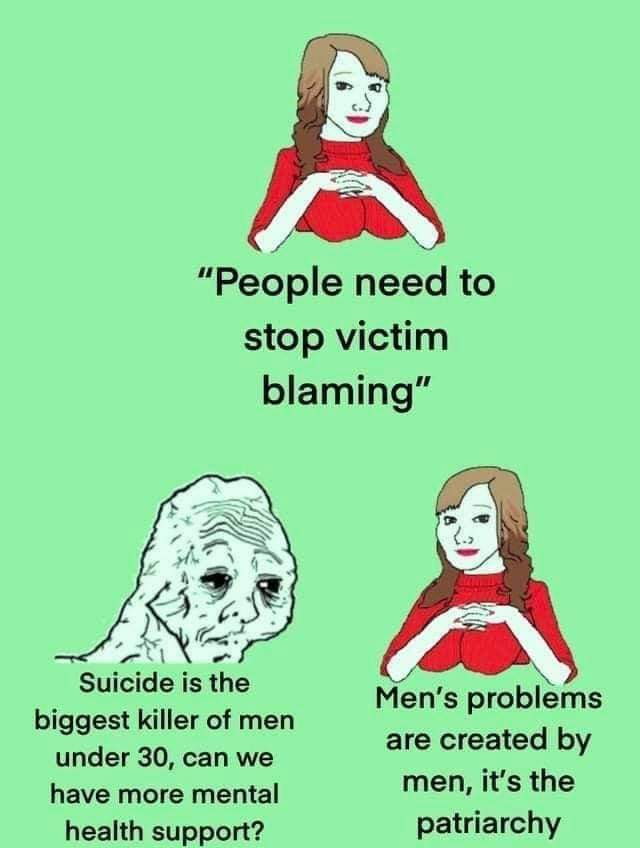 “People need to
stop victim
blaming”
Suicide is the
biggest killer of men
under 30, can we
have more mental
health support?
Men's problems
are created by
men, it's the
patriarchy